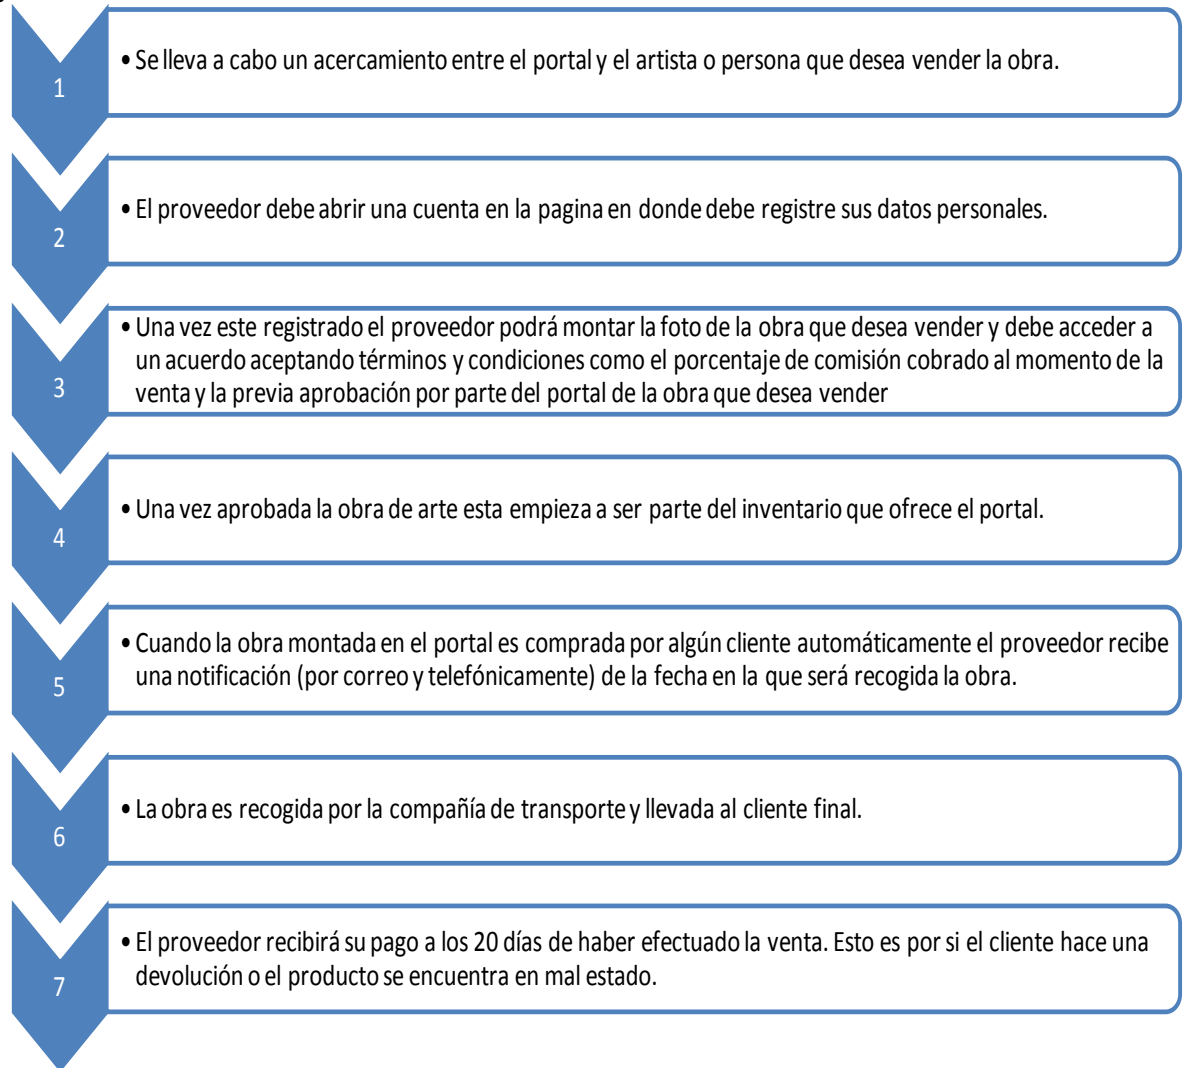 1
• Se lleva a cabo un acercamiento entre el portal y el artista o persona que desea vender la obra.
2
• El proveedor debe abrir una cuenta en la pagina en donde debe registre sus datos personales.
3
• Una vez este registrado el proveedor podrá montar la foto de la obra que desea vender y debe acceder a
un acuerdo aceptando términos y condiciones como el porcentaje de comisión cobrado al momento de la
venta y la previa aprobación por parte del portal de la obra que desea vender
4
• Una vez aprobada la obra de arte esta empieza a ser parte del inventario que ofrece el portal.
5
• Cuando la obra montada en el portal es comprada por algún cliente automáticamente el proveedor recibe
una notificación (por correo y telefónicamente) de la fecha en la que será recogida la obra.
6
• La obra es recogida por la compañía de transporte y llevada al cliente final.
7
• El proveedor recibirá su pago a los 20 días de haber efectuado la venta. Esto es por si el cliente hace una
devolución o el producto se encuentra en mal estado.